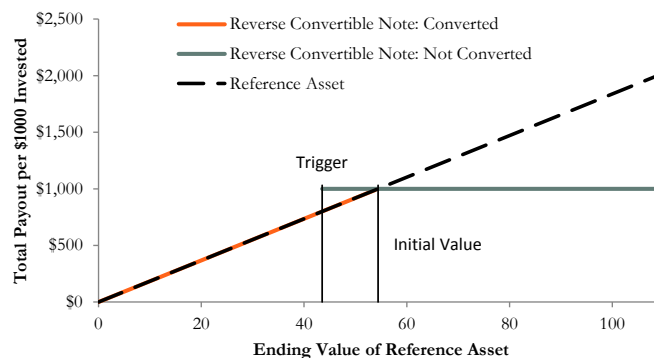 $2,500
Reverse Convertible Note: Converted
Reverse Convertible Note: Not Converted
$2,000
Reference Asset
$1,500
Trigger
$1,000
Initial Value
$500
$0
0 20 40 60 80 100
Total Payout per $1000 Invested
Ending Value of Reference Asset